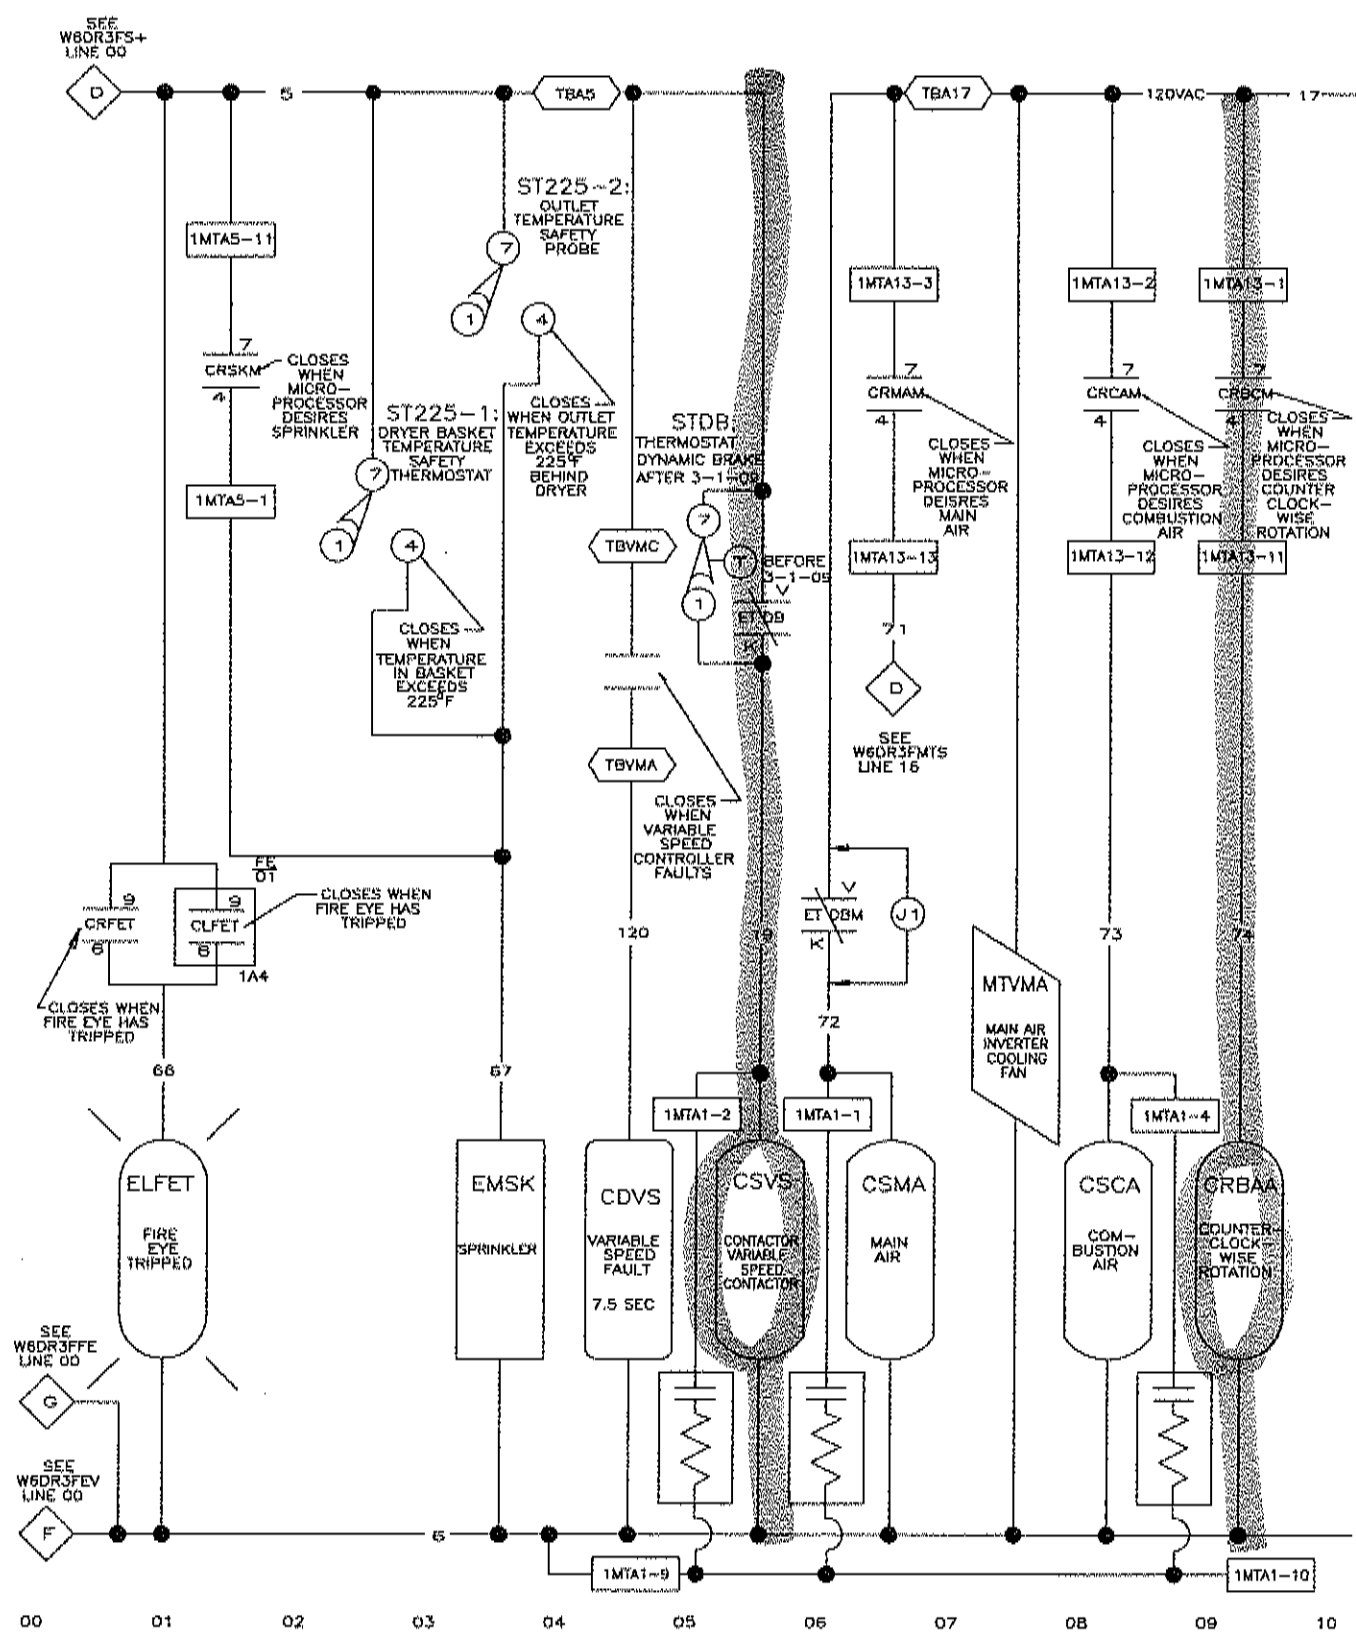 SEE
W6DR3FS+
LINE 00
D
5
TBA5
TBA17
120VAC
17
ST225-2:
OUTLET
TEMPERATURE
SAFETY
PROBE
7
1
4
1MTA5-11
1MTA13-3
1MTA13-2
1MTA13-1
7
CRSKM
4
CLOSES
WHEN
MICRO-
PROCESSOR
DESIRES
SPRINKLER
ST225-1:
DRYER BASKET
TEMPERATURE
SAFETY
THERMOSTAT
7
1
4
CLOSES
WHEN OUTLET
TEMPERATURE
EXCEEDS
225°F
BEHIND
DRYER
STDB:
THERMOSTAT
DYNAMIC BRAKE
AFTER 3-1-05
7
1
T
BEFORE
3-1-05
V
ET DB
K
7
CRMAM
4
CLOSES
WHEN
MICRO-
PROCESSOR
DEISRES
MAIN
AIR
7
CRCAM
4
CLOSES
WHEN
MICRO-
PROCESSOR
DESIRES
COMBUSTION
AIR
7
CRBCM
4
CLOSES
WHEN
MICRO-
PROCESSOR
DESIRES
COUNTER
CLOCK-
WISE
ROTATION
1MTA5-1
TBVMC
1MTA13-13
1MTA13-12
1MTA13-11
CLOSES
WHEN
TEMPERATURE
IN BASKET
EXCEEDS
225°F
71
D
SEE
W6DR3FMTS
LINE 16
TBVMA
CLOSES
WHEN
VARIABLE
SPEED
CONTROLLER
FAULTS
FE
01
9
CRFET
6
9
CLFET
6
1A4
CLOSES WHEN
FIRE EYE HAS
TRIPPED
CLOSES WHEN
FIRE EYE HAS
TRIPPED
V
ET DBM
K
J1
120
19
73
74
72
MTVMA
MAIN AIR
INVERTER
COOLING
FAN
66
67
1MTA1-2
1MTA1-1
1MTA1-4
ELFET
FIRE
EYE
TRIPPED
EMSK
SPRINKLER
CDVS
VARIABLE
SPEED
FAULT
7.5 SEC
CSVS
CONTACTOR
VARIABLE
SPEED
CONTACTOR
CSMA
MAIN
AIR
CSCA
COM-
BUSTION
AIR
CRBAA
COUNTER-
CLOCK-
WISE
ROTATION
SEE
W6DR3FFE
LINE 00
G
SEE
W6DR3FEV
LINE 00
F
6
1MTA1-9
1MTA1-10
00 01 02 03 04 05 06 07 08 09 10